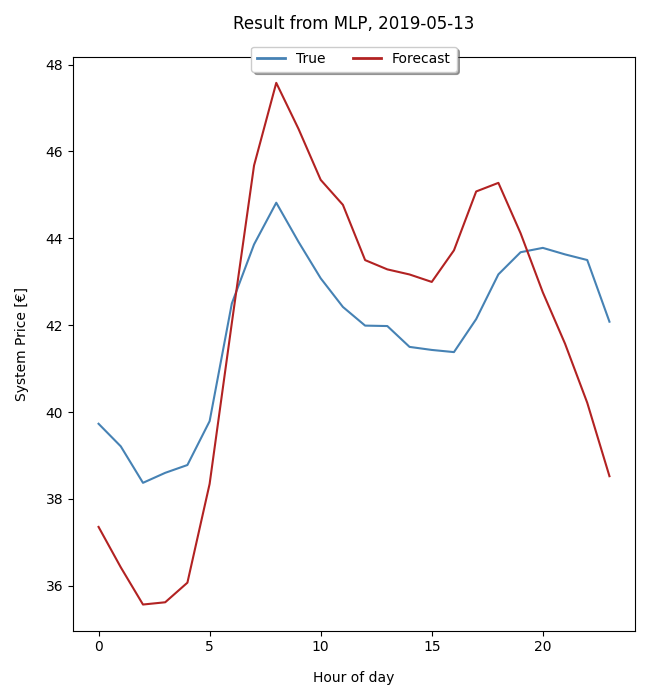 Result from MLP, 2019-05-13
True
Forecast
48
46
44
42
40
38
36
System Price [€]
0
5
10
15
20
Hour of day